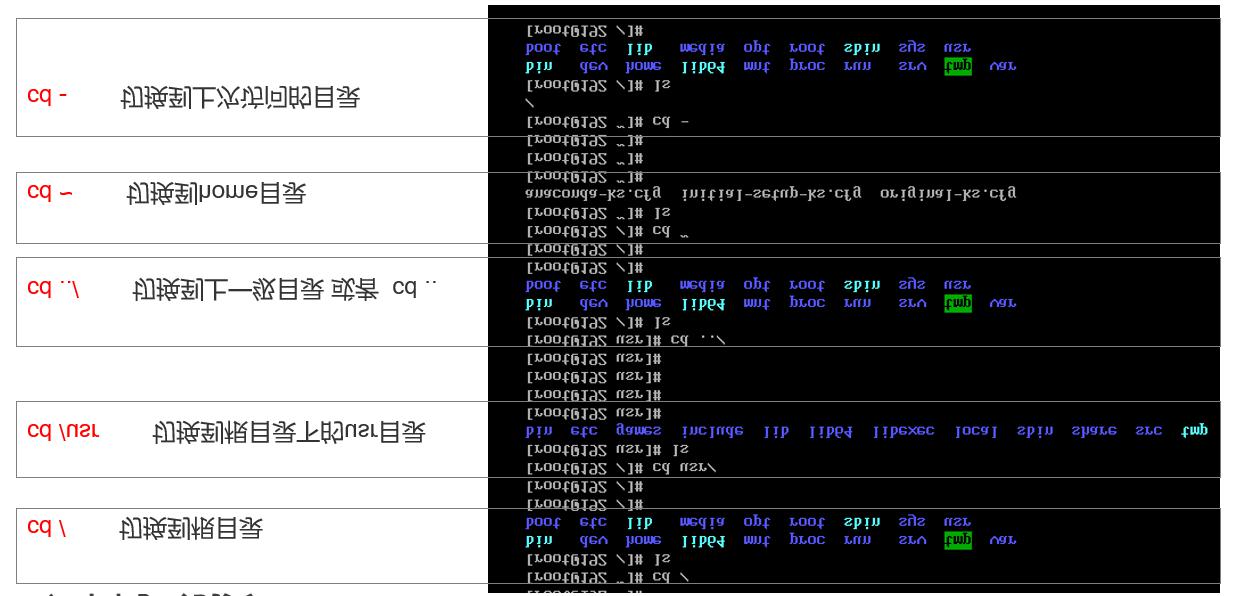 cd /    切换到根目录
[root@192 ~]# cd /
[root@192 /]# ls
bin dev home lib64 mnt proc run srv tmp var
boot etc lib media opt root sbin sys usr
[root@192 /]#
[root@192 /]#
cd /usr    切换到根目录下的usr目录
[root@192 /]# cd usr/
[root@192 usr]# ls
bin etc games include lib lib64 libexec local sbin share src tmp
[root@192 usr]#
[root@192 usr]#
[root@192 usr]#
[root@192 usr]#
cd ../    切换到上一级目录 或者 cd ..
[root@192 usr]# cd ../
[root@192 /]# ls
bin dev home lib64 mnt proc run srv tmp var
boot etc lib media opt root sbin sys usr
[root@192 /]#
[root@192 /]#
cd ~    切换到home目录
[root@192 /]# cd ~
[root@192 ~]# ls
anaconda-ks.cfg initial-setup-ks.cfg original-ks.cfg
[root@192 ~]#
[root@192 ~]#
[root@192 ~]#
cd -    切换到上次访问的目录
[root@192 ~]# cd -
/
[root@192 /]# ls
bin dev home lib64 mnt proc run srv tmp var
boot etc lib media opt root sbin sys usr
[root@192 /]#